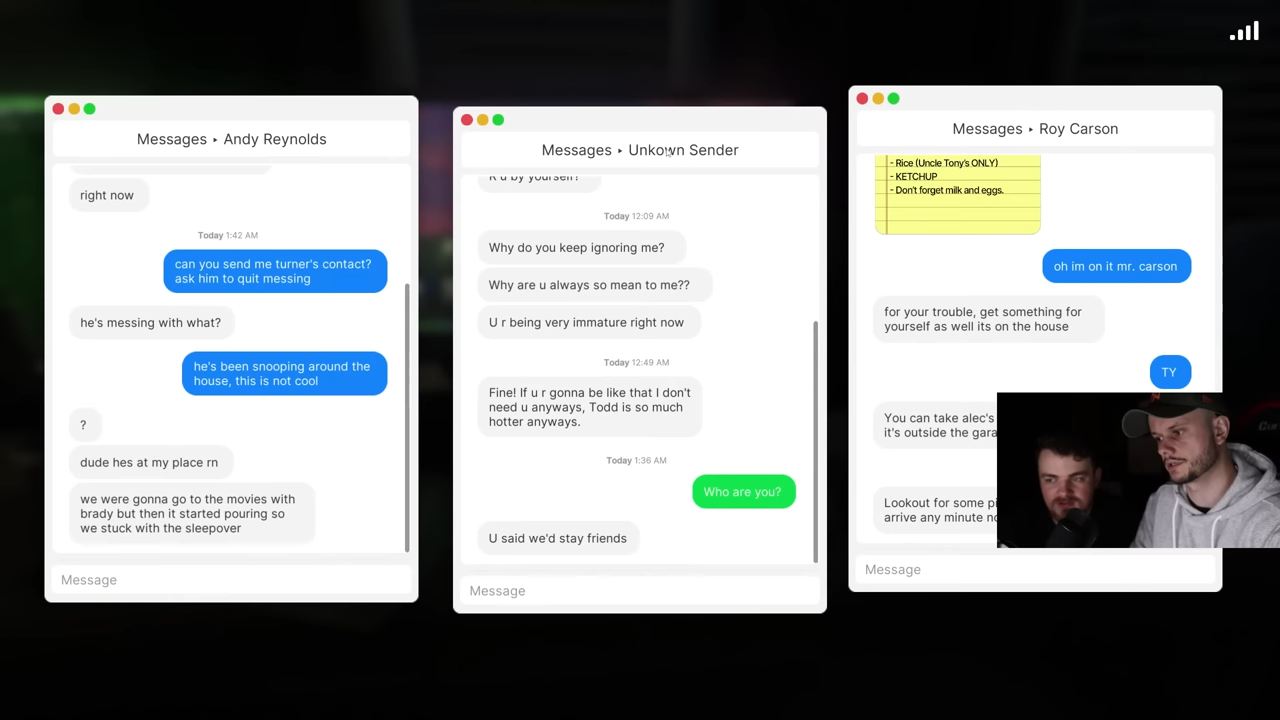 Messages ▸ Andy Reynolds
right now
Today 1:42 AM
can you send me turner's contact?
ask him to quit messing
he's messing with what?
he's been snooping around the
house, this is not cool
?
dude hes at my place rn
we were gonna go to the movies with
brady but then it started pouring so
we stuck with the sleepover
Message
Messages ▸ Unkown Sender
R u by yourself?
Today 12:09 AM
Why do you keep ignoring me?
Why are u always so mean to me??
U r being very immature right now
Today 12:49 AM
Fine! If u r gonna be like that I don't
need u anyways, Todd is so much
hotter anyways.
Today 1:36 AM
Who are you?
U said we'd stay friends
Message
Messages ▸ Roy Carson
- Rice (Uncle Tony's ONLY)
- KETCHUP
- Don't forget milk and eggs.
oh im on it mr. carson
for your trouble, get something for
yourself as well its on the house
TY
You can take alec's
it's outside the gara
Lookout for some pi
arrive any minute no
Message